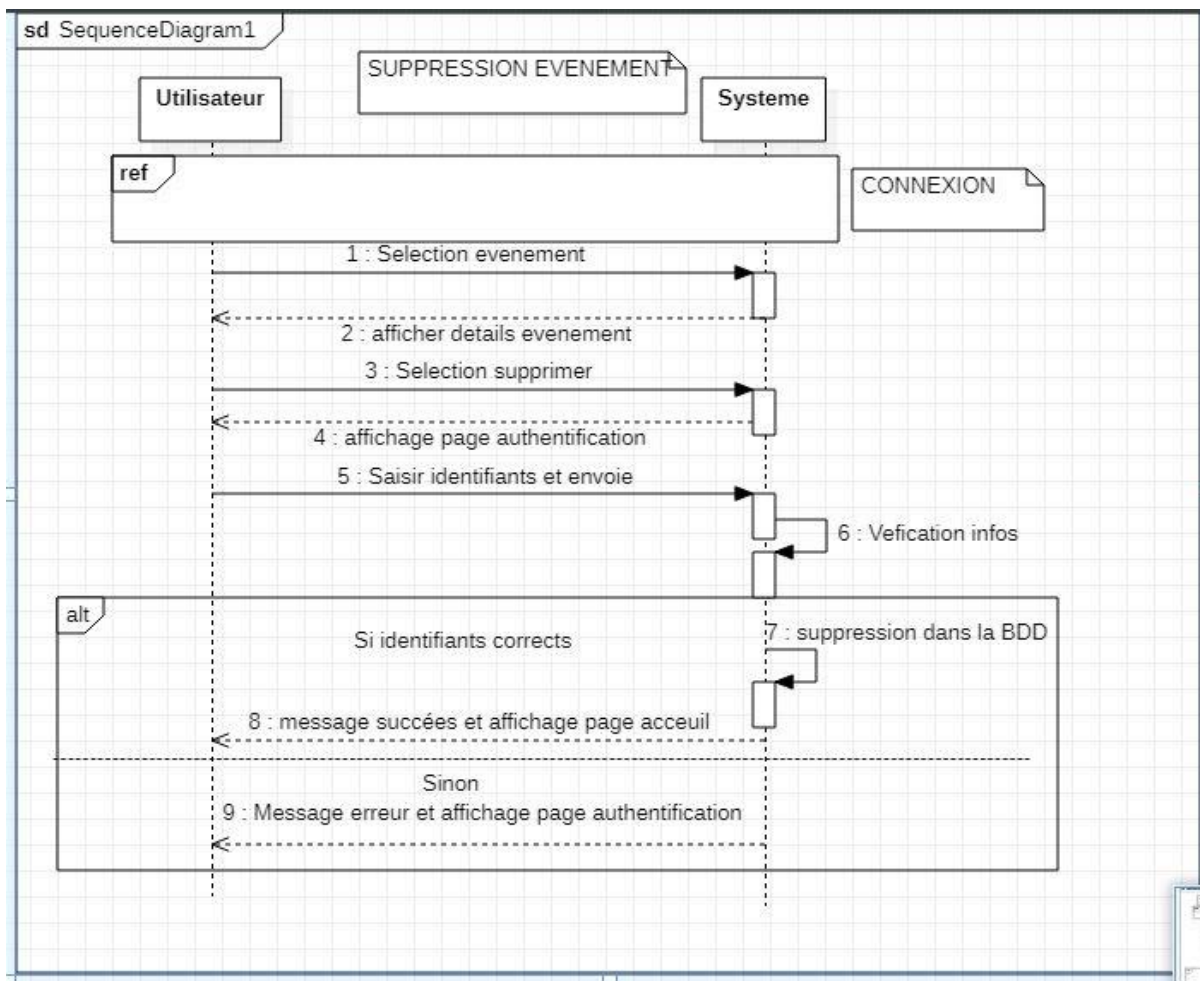 sd SequenceDiagram1
SUPPRESSION EVENEMENT
Utilisateur
Systeme
ref
CONNEXION
1 : Selection evenement
2 : afficher details evenement
3 : Selection supprimer
4 : affichage page authentification
5 : Saisir identifiants et envoie
6 : Vefication infos
alt
Si identifiants corrects
7 : suppression dans la BDD
8 : message succées et affichage page acceuil
Sinon
9 : Message erreur et affichage page authentification